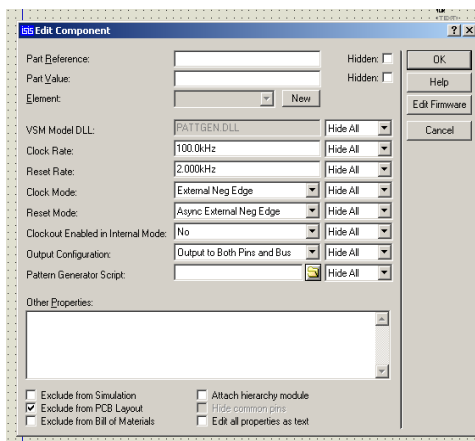 <TEXT>
isis Edit Component
Part Reference: Hidden:
Part Value: Hidden:
Element: New
VSM Model DLL: PATTGEN.DLL Hide All
Clock Rate: 100.0kHz Hide All
Reset Rate: 2.000kHz Hide All
Clock Mode: External Neg Edge Hide All
Reset Mode: Async External Neg Edge Hide All
Clockout Enabled in Internal Mode: No Hide All
Output Configuration: Output to Both Pins and Bus Hide All
Pattern Generator Script: Hide All
Other Properties:
Exclude from Simulation Attach hierarchy module
Exclude from PCB Layout Hide common pins
Exclude from Bill of Materials Edit all properties as text
OK
Help
Edit Firmware
Cancel